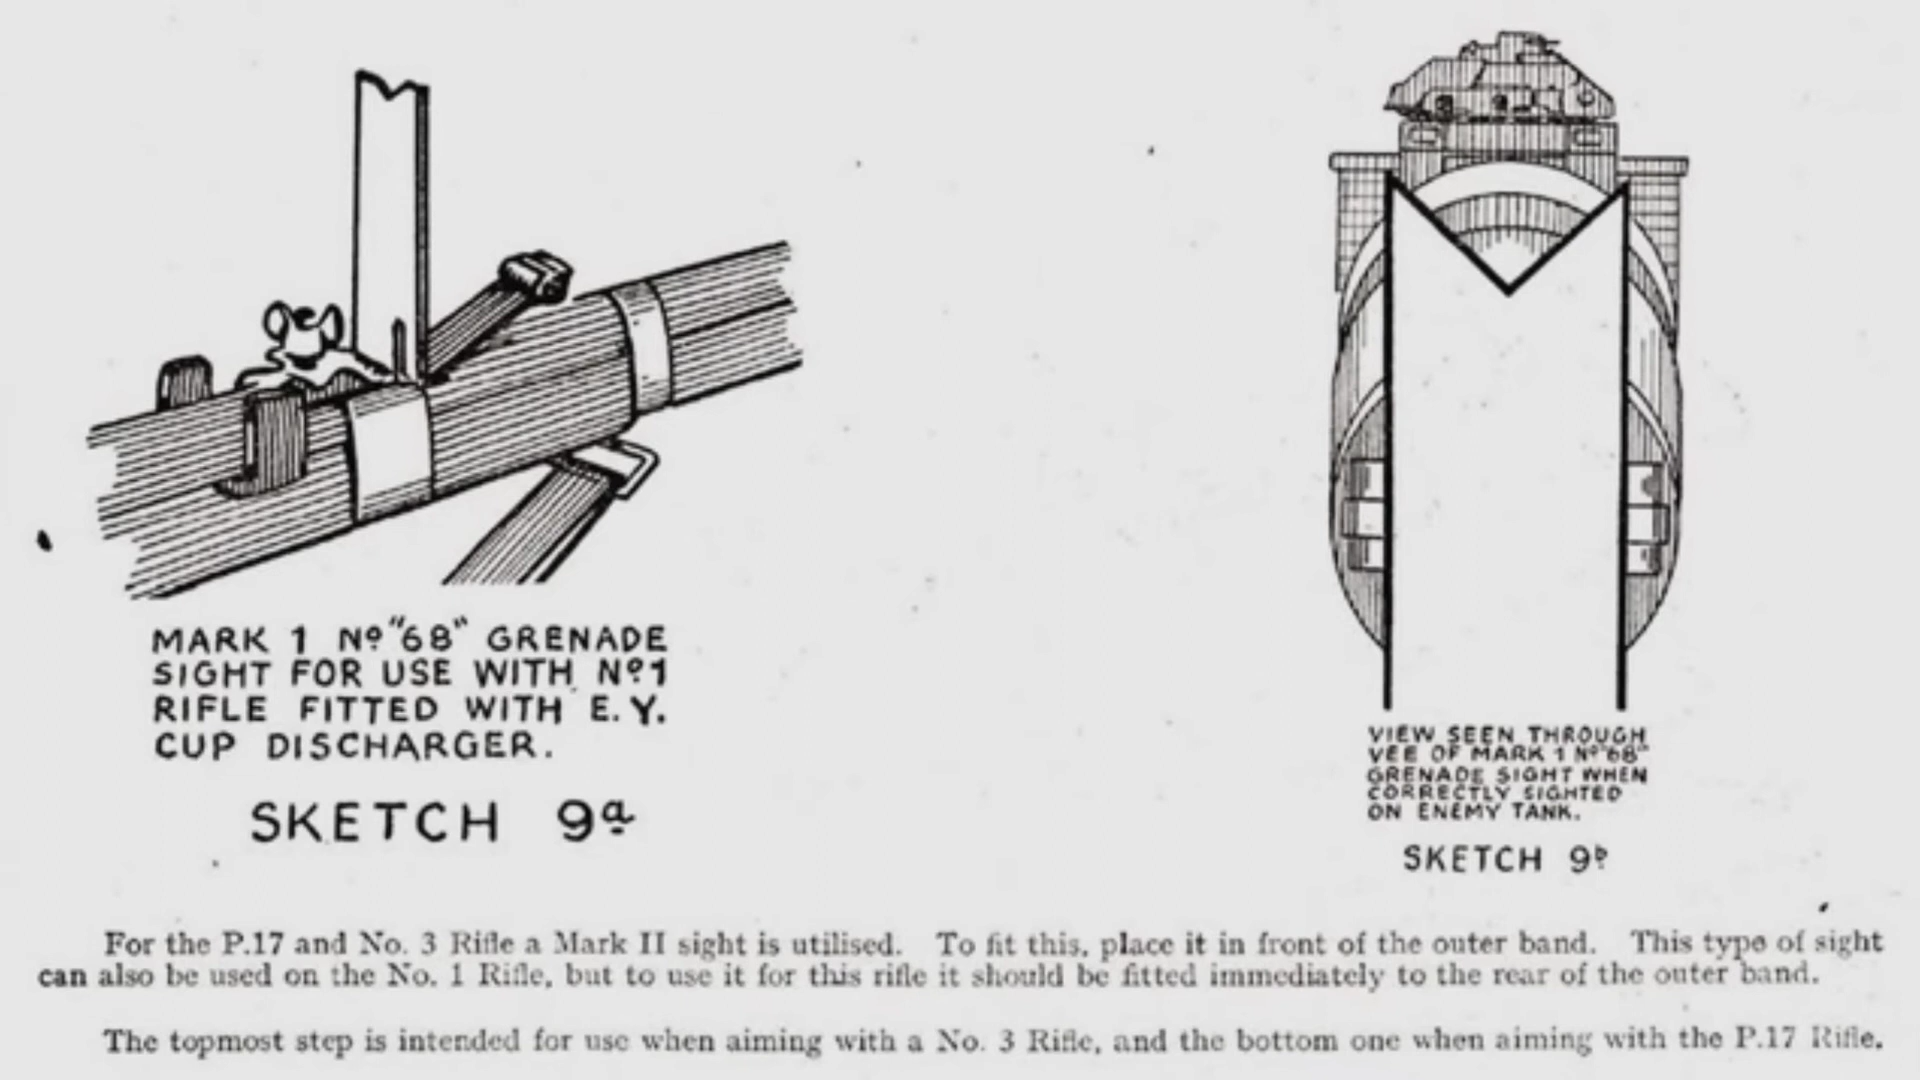 MARK 1 Nº "68" GRENADE
SIGHT FOR USE WITH Nº1
RIFLE FITTED WITH E.Y.
CUP DISCHARGER.
SKETCH 9a
VIEW SEEN THROUGH
VEE OF MARK 1 Nº "68"
GRENADE SIGHT WHEN
CORRECTLY SIGHTED
ON ENEMY TANK.
SKETCH 9b
For the P.17 and No. 3 Rifle a Mark II sight is utilised. To fit this, place it in front of the outer band. This type of sight
can also be used on the No. 1 Rifle, but to use it for this rifle it should be fitted immediately to the rear of the outer band.
The topmost step is intended for use when aiming with a No. 3 Rifle, and the bottom one when aiming with the P.17 Rifle.